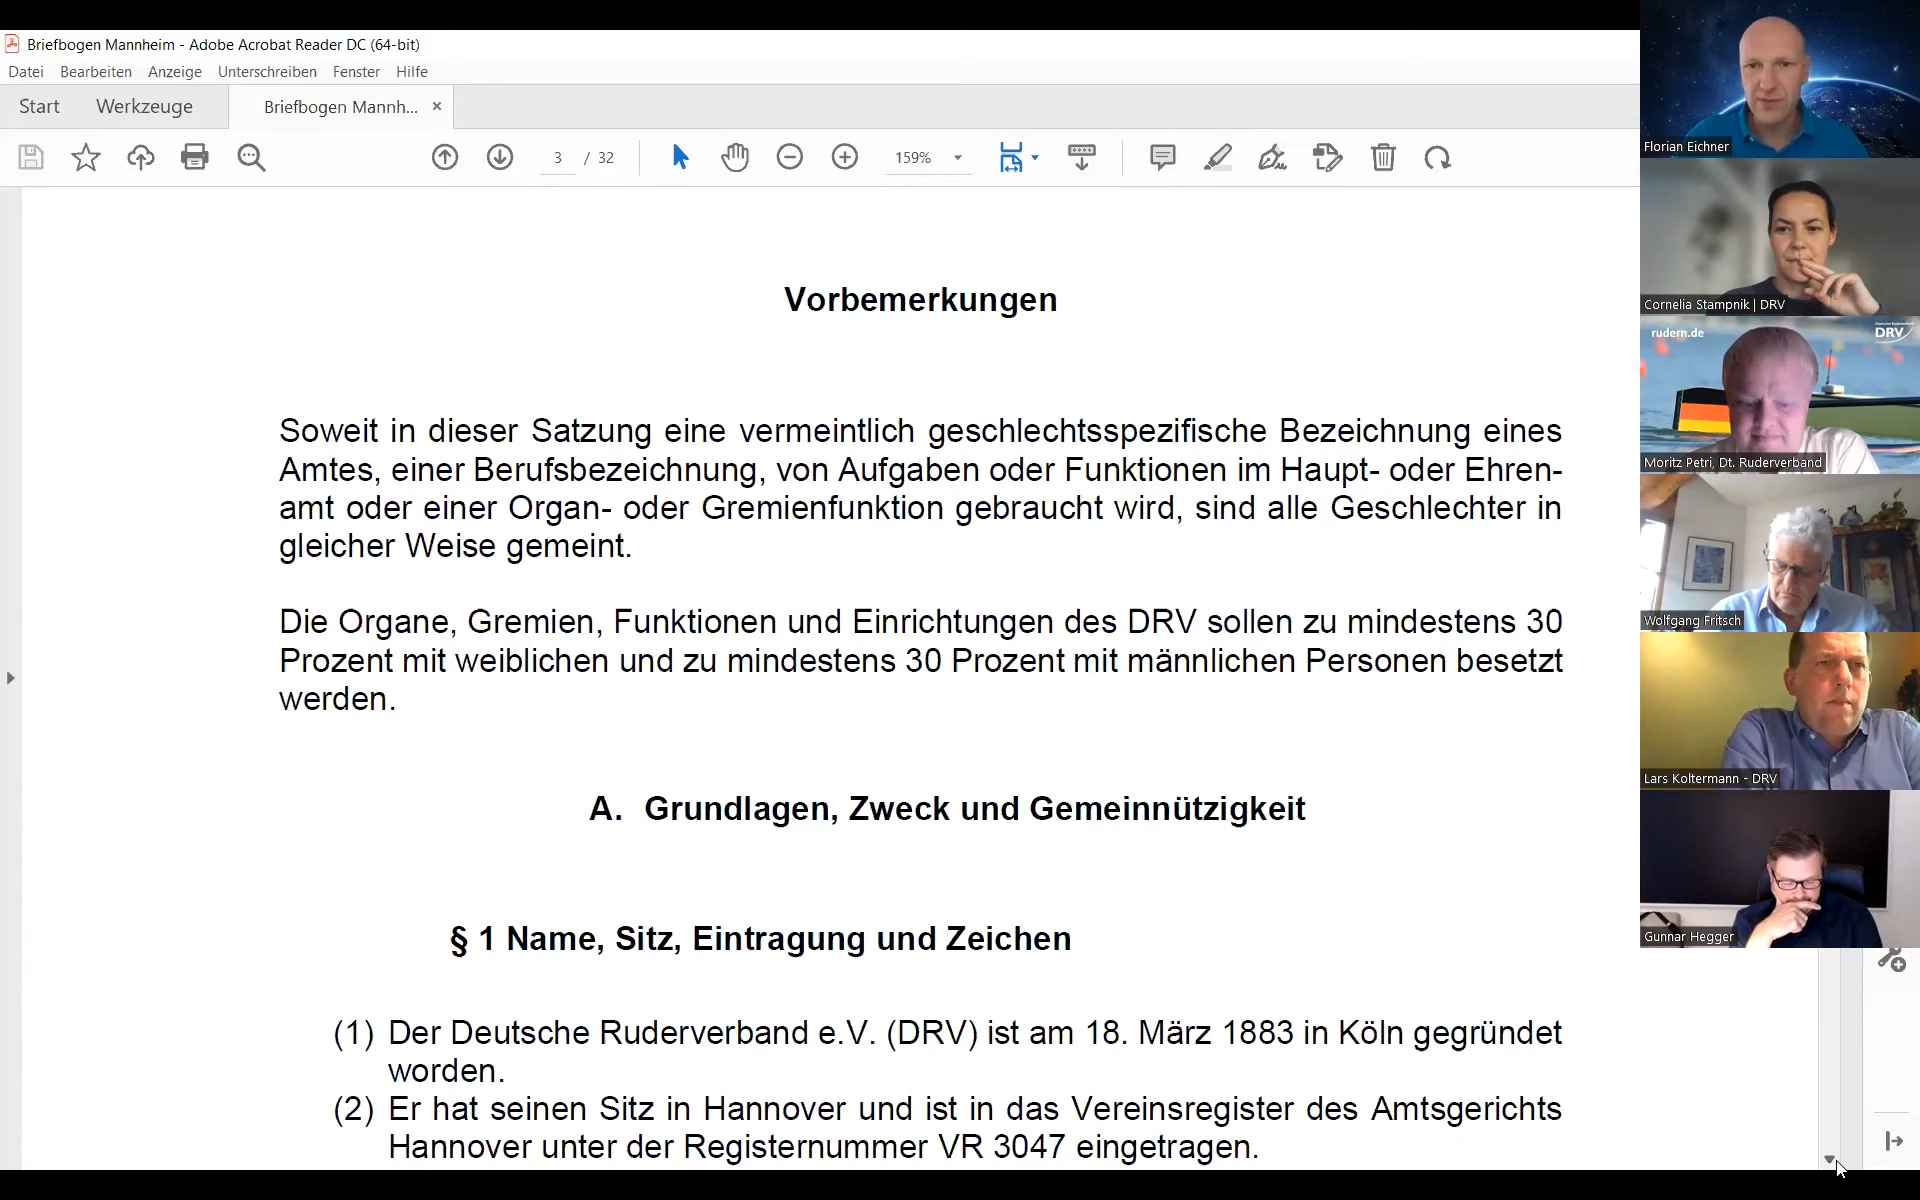 Briefbogen Mannheim - Adobe Acrobat Reader DC (64-bit)
Datei Bearbeiten Anzeige Unterschreiben Fenster Hilfe
Start Werkzeuge Briefbogen Mannh... ×
3 / 32 159%
Vorbemerkungen
Soweit in dieser Satzung eine vermeintlich geschlechtsspezifische Bezeichnung eines
Amtes, einer Berufsbezeichnung, von Aufgaben oder Funktionen im Haupt- oder Ehren-
amt oder einer Organ- oder Gremienfunktion gebraucht wird, sind alle Geschlechter in
gleicher Weise gemeint.
Die Organe, Gremien, Funktionen und Einrichtungen des DRV sollen zu mindestens 30
Prozent mit weiblichen und zu mindestens 30 Prozent mit männlichen Personen besetzt
werden.
A. Grundlagen, Zweck und Gemeinnützigkeit
§ 1 Name, Sitz, Eintragung und Zeichen
(1) Der Deutsche Ruderverband e.V. (DRV) ist am 18. März 1883 in Köln gegründet
worden.
(2) Er hat seinen Sitz in Hannover und ist in das Vereinsregister des Amtsgerichts
Hannover unter der Registernummer VR 3047 eingetragen.
Florian Eichner
Cornelia Stampnik | DRV
rudern.de
DRV
Moritz Petri, Dt. Ruderverband
Wolfgang Fritsch
Lars Koltermann - DRV
Gunnar Hegger